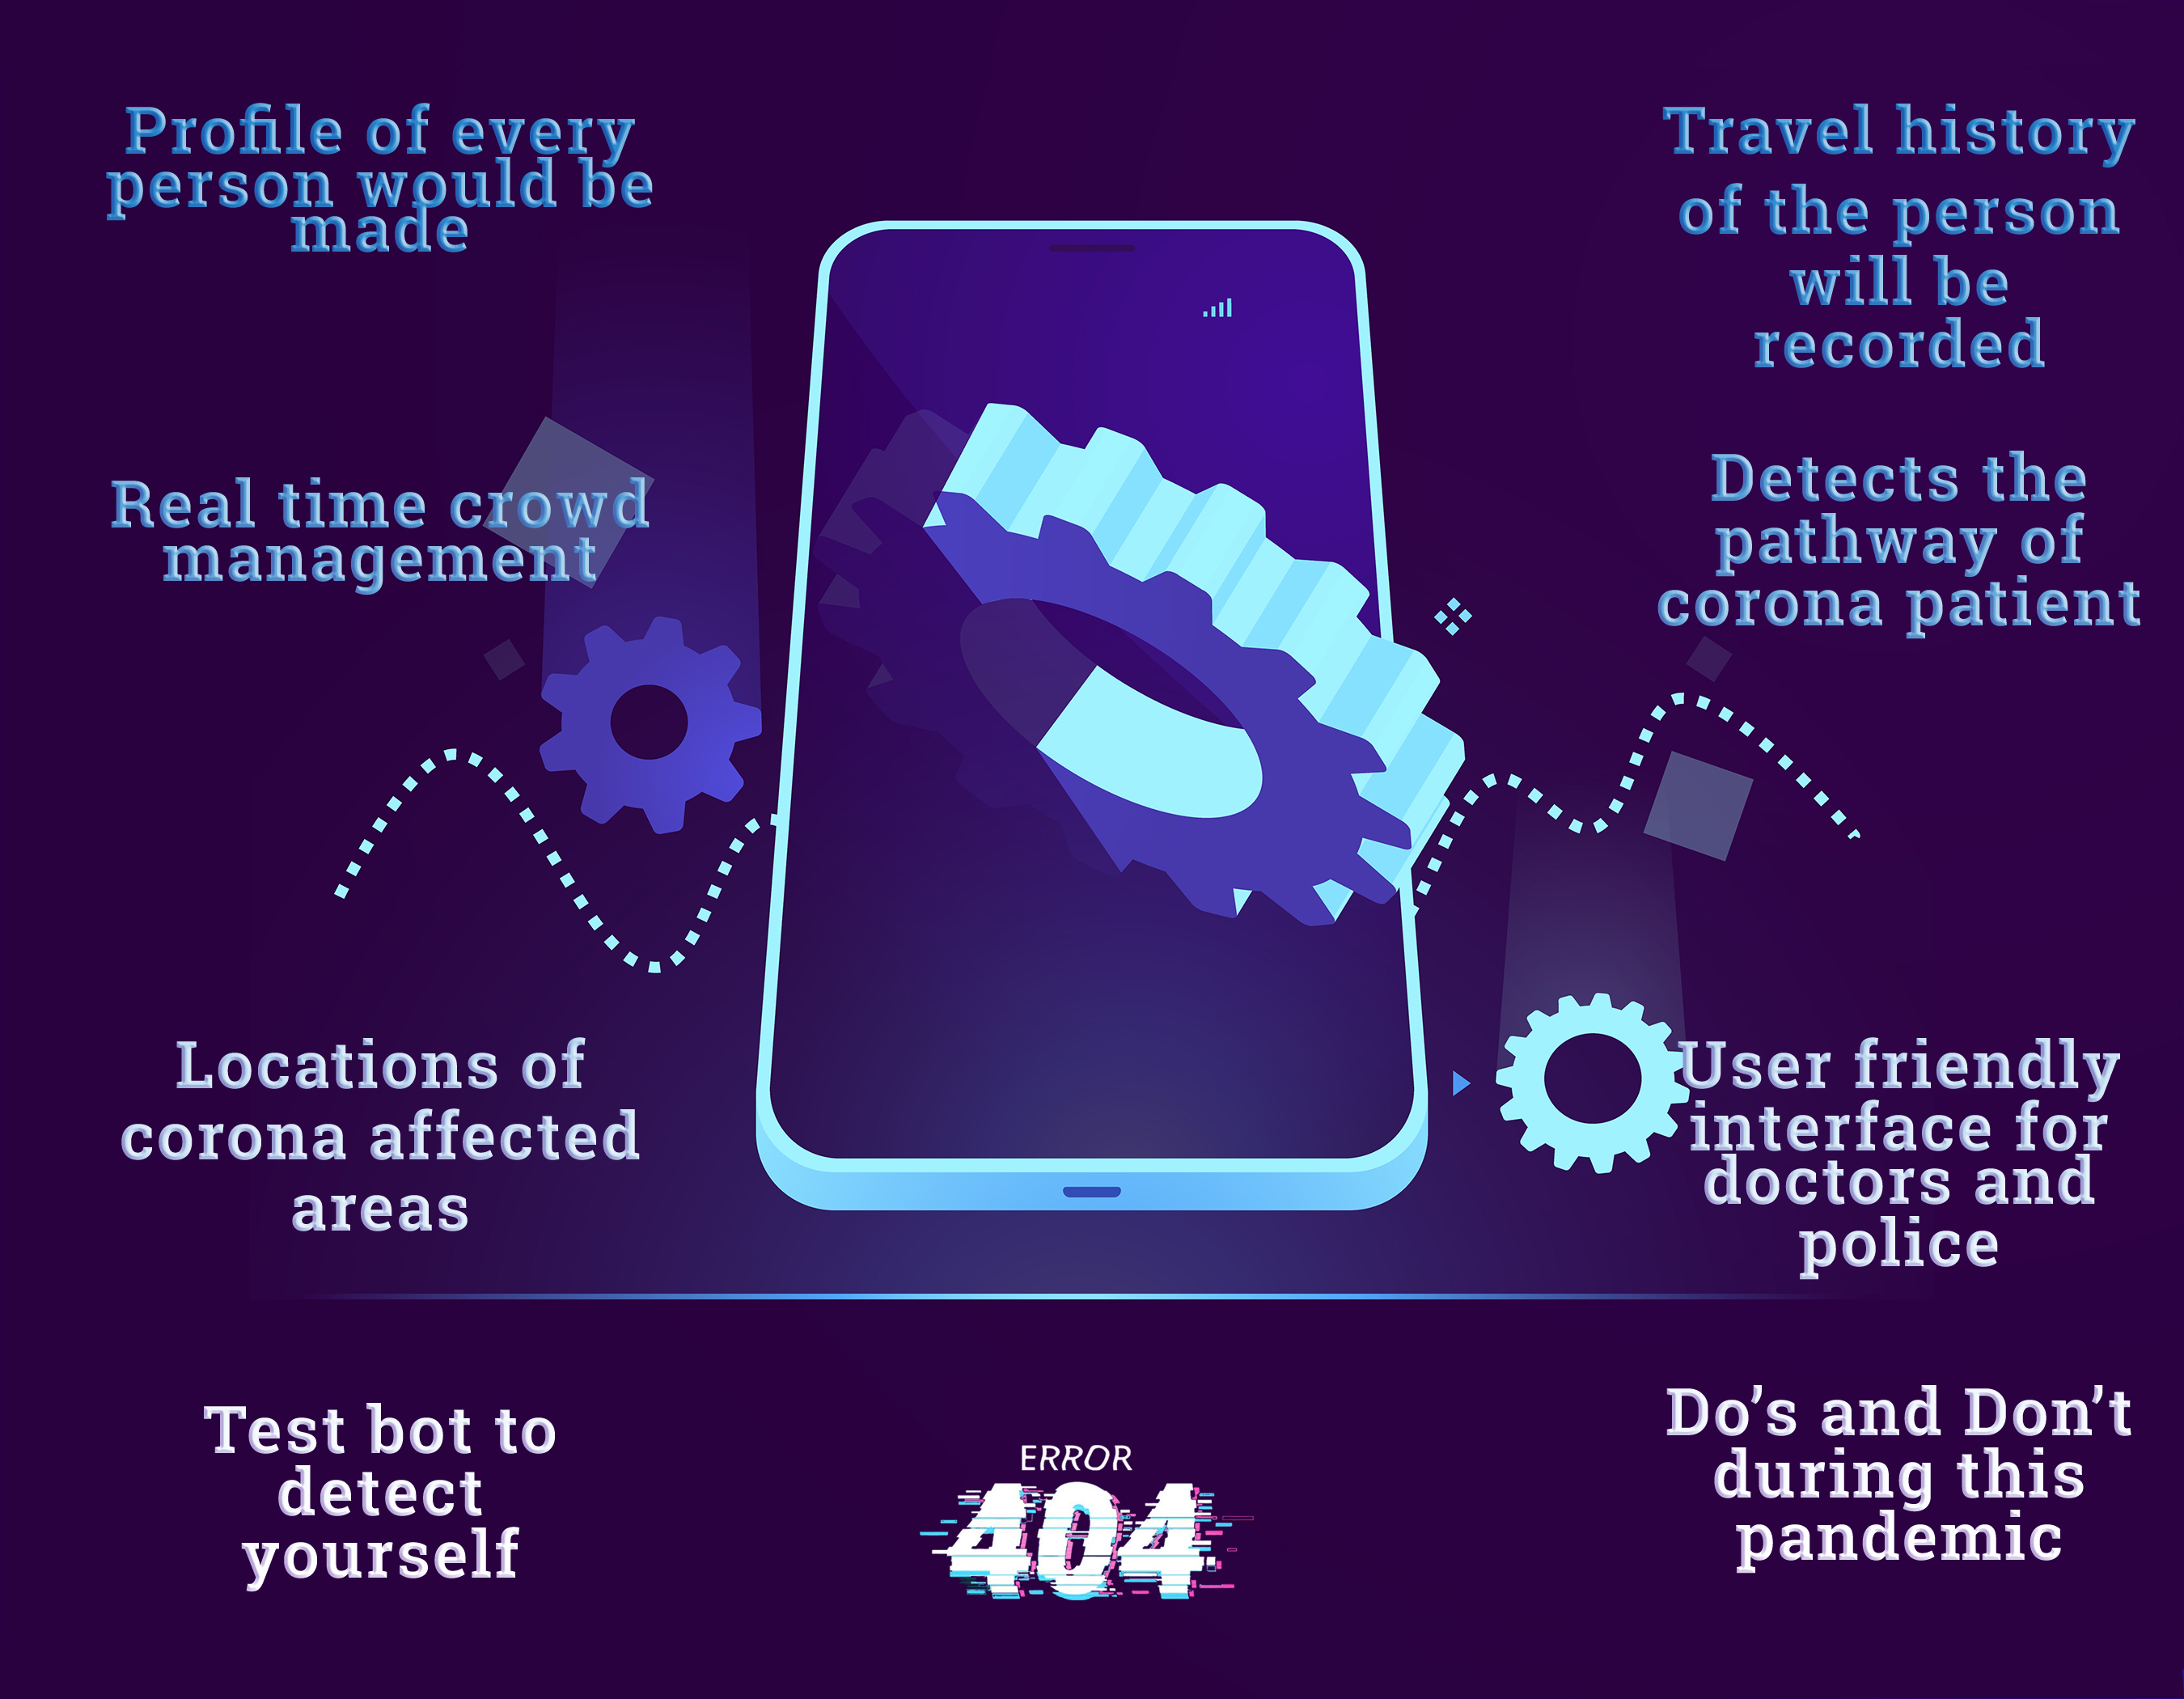 Profile of every
person would be
made
Travel history
of the person
will be
recorded
Real time crowd
management
Detects the
pathway of
corona patient
Locations of
corona affected
areas
User friendly
interface for
doctors and
police
Test bot to
detect
yourself
ERROR
404
Do’s and Don’t
during this
pandemic